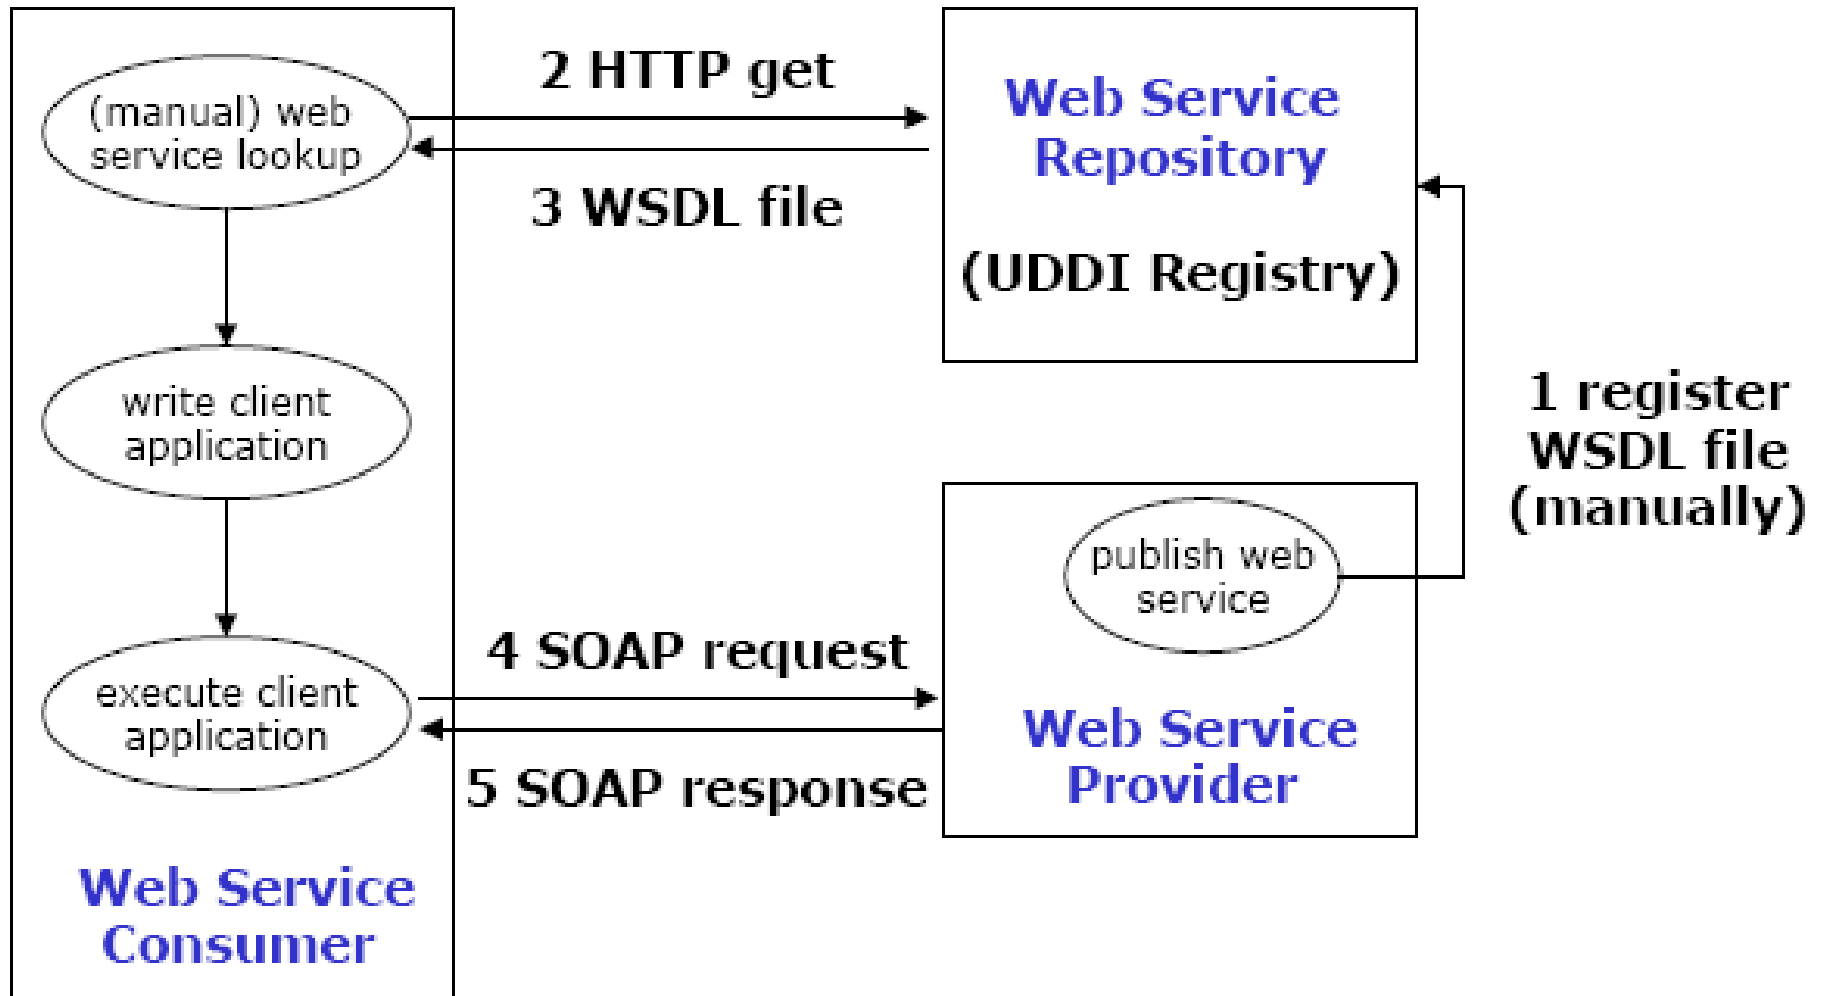 (manual) web
service lookup
write client
application
execute client
application
Web Service
Consumer
2 HTTP get
3 WSDL file
4 SOAP request
5 SOAP response
Web Service
Repository
(UDDI Registry)
publish web
service
Web Service
Provider
1 register
WSDL file
(manually)